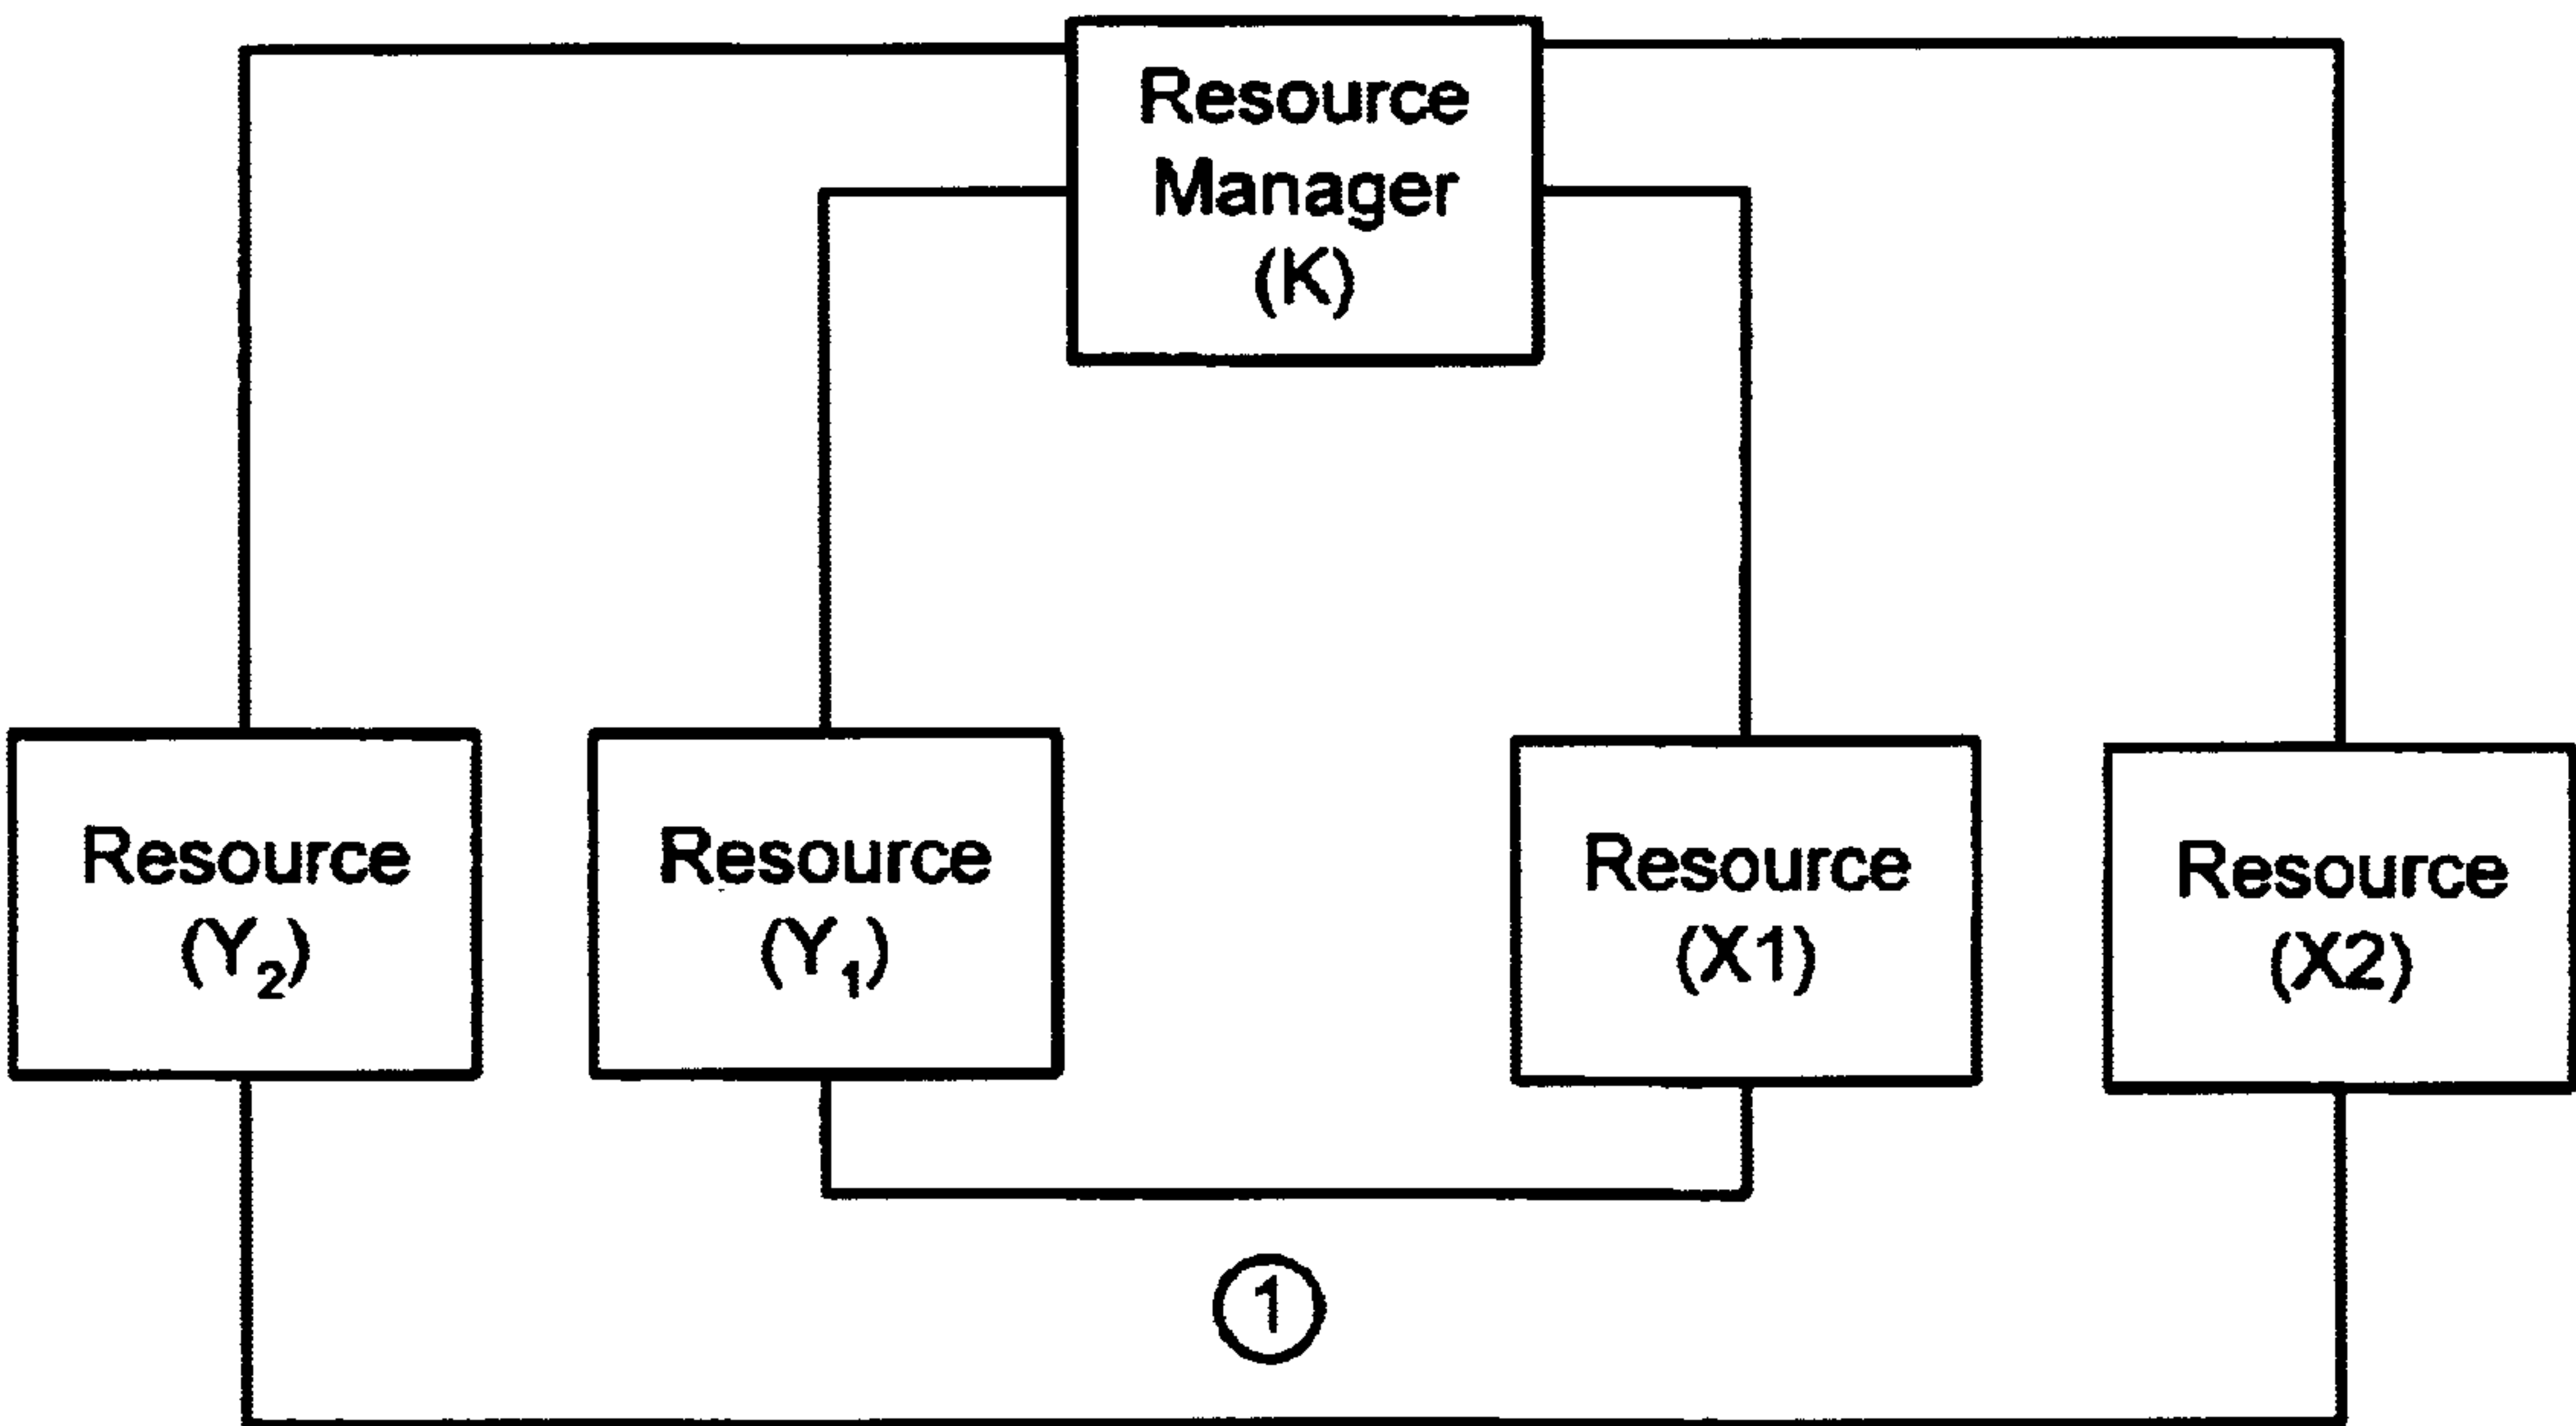 Resource
Manager
(K)
Resource
(Y₂)
Resource
(Y₁)
Resource
(X1)
Resource
(X2)
①